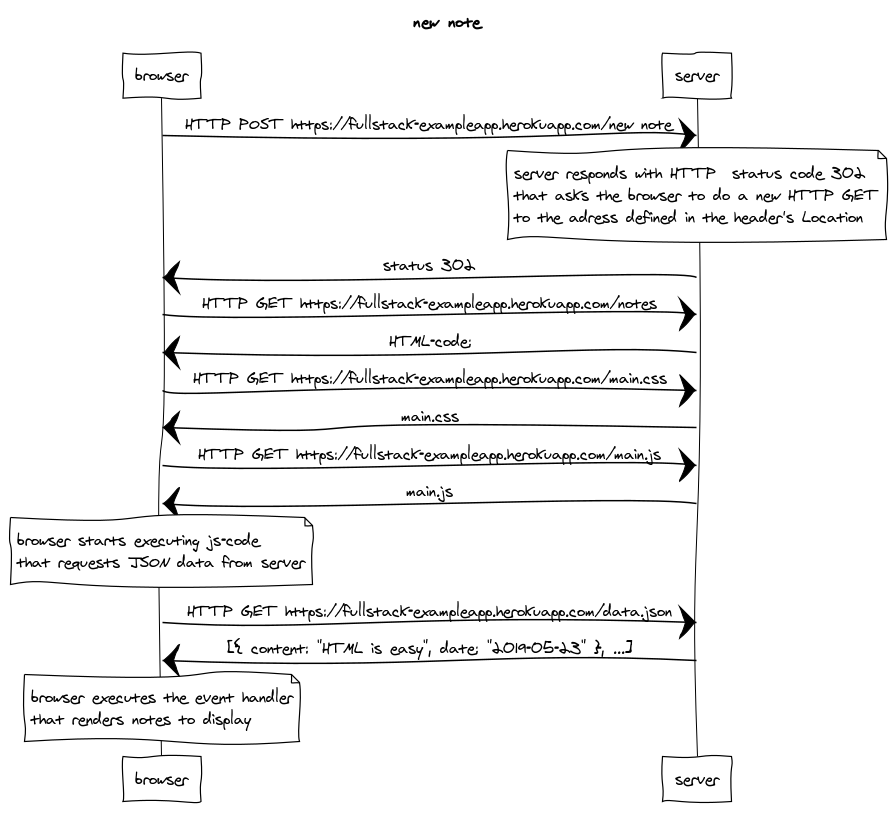 new note
browser
server
HTTP POST https://fullstack-exampleapp.herokuapp.com/new note
server responds with HTTP status code 302
that asks the browser to do a new HTTP GET
to the adress defined in the header's Location
status 302
HTTP GET https://fullstack-exampleapp.herokuapp.com/notes
HTML-code;
HTTP GET https://fullstack-exampleapp.herokuapp.com/main.css
main.css
HTTP GET https://fullstack-exampleapp.herokuapp.com/main.js
main.js
browser starts executing js-code
that requests JSON data from server
HTTP GET https://fullstack-exampleapp.herokuapp.com/data.json
[{ content: "HTML is easy", date: "2019-05-23" }, ...]
browser executes the event handler
that renders notes to display
browser
server